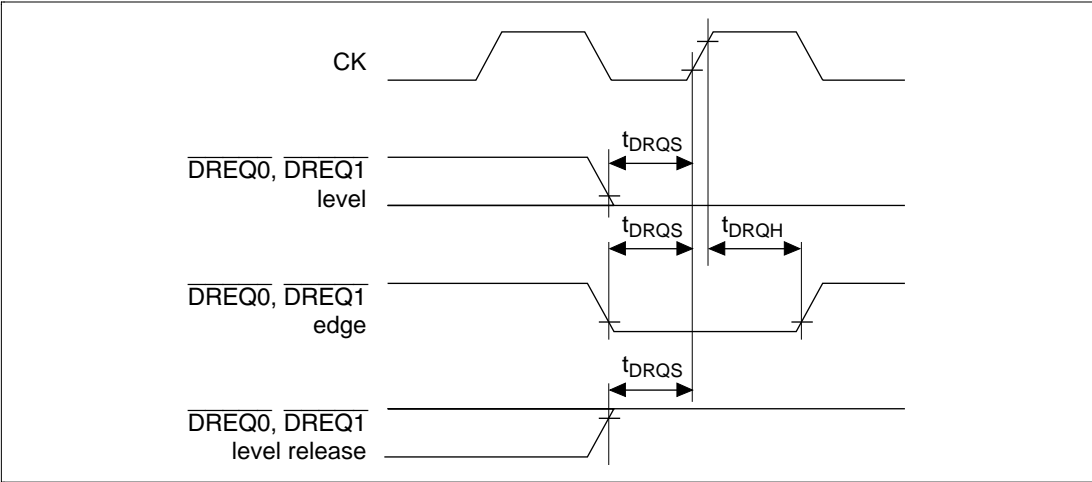 CK
tDRQS
DREQ0, DREQ1
level
tDRQS
tDRQH
DREQ0, DREQ1
edge
tDRQS
DREQ0, DREQ1
level release